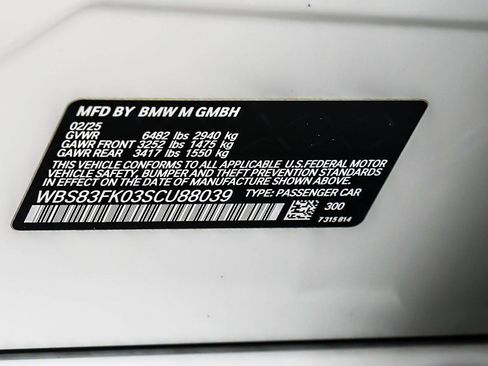 MFD BY BMW M GMBH
02/25
GVWR 6482 lbs 2940 kg
GAWR FRONT 3252 lbs 1475 kg
GAWR REAR 3417 lbs 1550 kg
THIS VEHICLE CONFORMS TO ALL APPLICABLE U.S.FEDERAL MOTOR
VEHICLE SAFETY, BUMPER AND THEFT PREVENTION STANDARDS
IN EFFECT ON THE DATE OF MANUFACTURE SHOWN ABOVE.
WBS83FK03SCU88039 TYPE: PASSENGER CAR
300
7 315 814